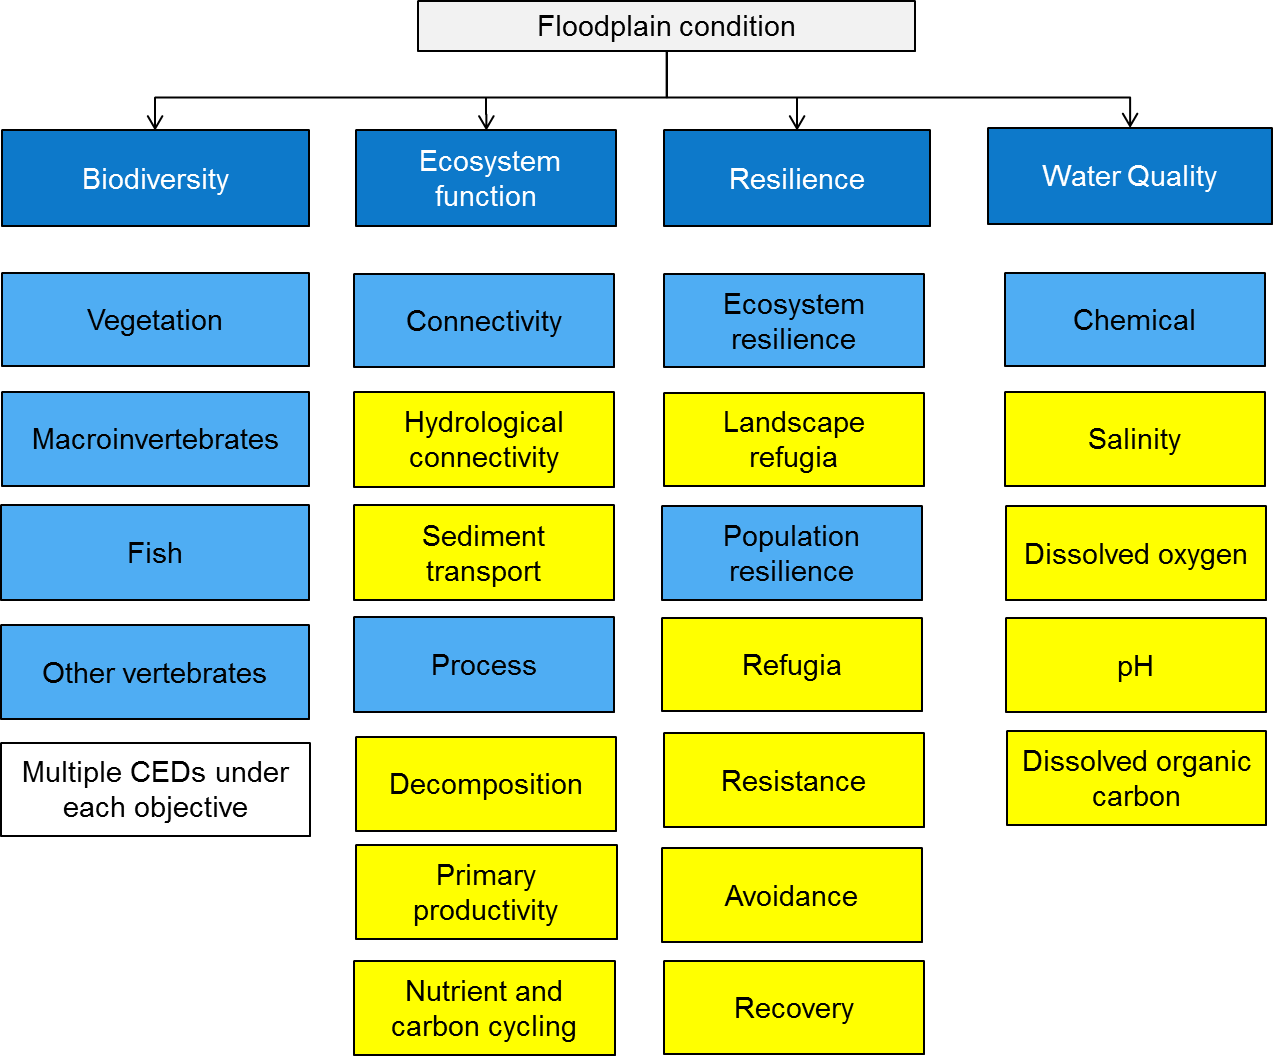 Floodplain condition
Biodiversity
Ecosystem
function
Resilience
Water Quality
Vegetation
Macroinvertebrates
Fish
Other vertebrates
Multiple CEDs under
each objective
Connectivity
Hydrological
connectivity
Sediment
transport
Process
Decomposition
Primary
productivity
Nutrient and
carbon cycling
Ecosystem
resilience
Landscape
refugia
Population
resilience
Refugia
Resistance
Avoidance
Recovery
Chemical
Salinity
Dissolved oxygen
pH
Dissolved organic
carbon